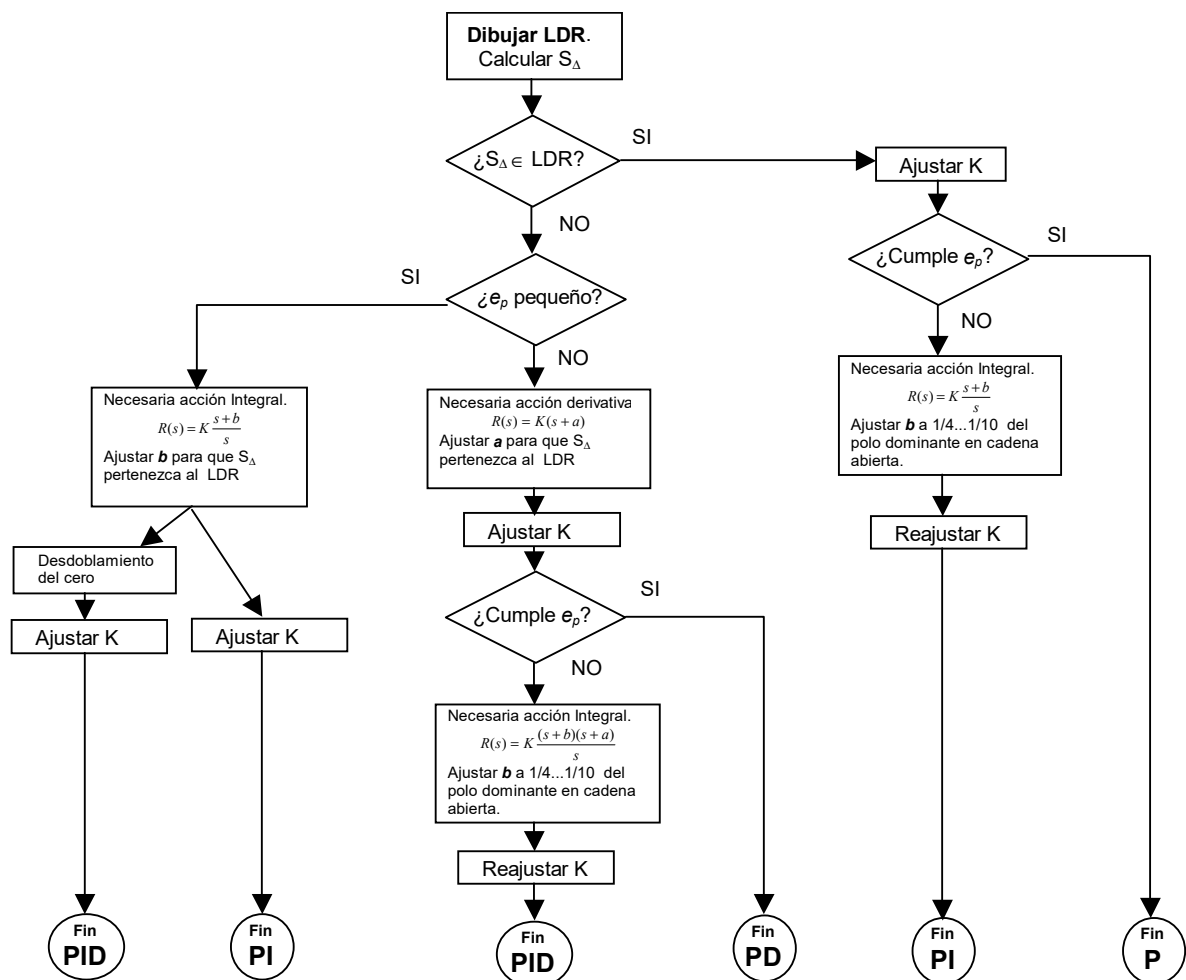 Dibujar LDR.
Calcular S_Δ
¿S_Δ ∈ LDR?
SI
NO
Ajustar K
¿Cumple e_p?
SI
NO
Necesaria acción Integral.
R(s) = K (s + b)/s
Ajustar b a 1/4...1/10 del
polo dominante en cadena
abierta.
Reajustar K
¿e_p pequeño?
SI
NO
Necesaria acción Integral.
R(s) = K (s + b)/s
Ajustar b para que S_Δ
pertenezca al LDR
Desdoblamiento
del cero
Ajustar K
Ajustar K
Necesaria acción derivativa
R(s) = K(s + a)
Ajustar a para que S_Δ
pertenezca al LDR
Ajustar K
¿Cumple e_p?
SI
NO
Necesaria acción Integral.
R(s) = K (s + b)(s + a)/s
Ajustar b a 1/4...1/10 del
polo dominante en cadena
abierta.
Reajustar K
Fin
PID
Fin
PI
Fin
PID
Fin
PD
Fin
PI
Fin
P